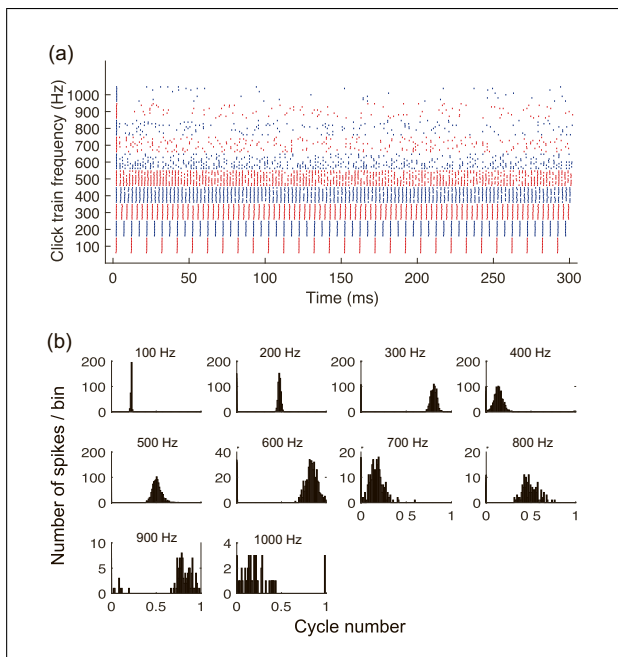 (a)
Click train frequency (Hz)
1000
900
800
700
600
500
400
300
200
100
0 50 100 150 200 250 300
Time (ms)
(b)
Number of spikes / bin
100 Hz 200 Hz 300 Hz 400 Hz
200 200 200 200
100 100 100 100
0 0 0 0
500 Hz 600 Hz 700 Hz 800 Hz
200 40 20 20
100 20 10 10
0 0 0 0
0 0 5 1 0 0 5 1
900 Hz 1000 Hz
10 4
5 2
0 0
0 0.5 1 0 0.5 1
Cycle number